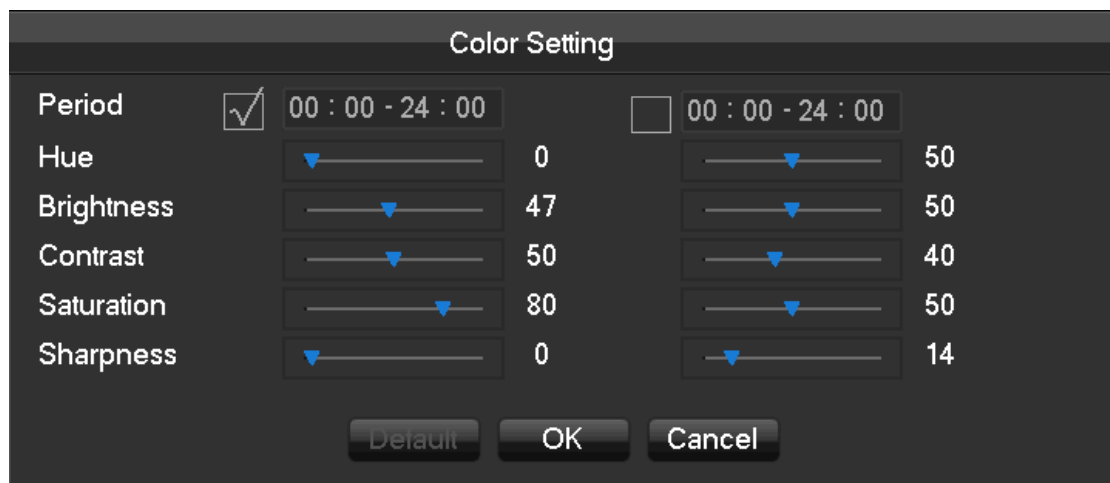 Color Setting
Period 00 : 00 - 24 : 00 00 : 00 - 24 : 00
Hue 0 50
Brightness 47 50
Contrast 50 40
Saturation 80 50
Sharpness 0 14
Default OK Cancel